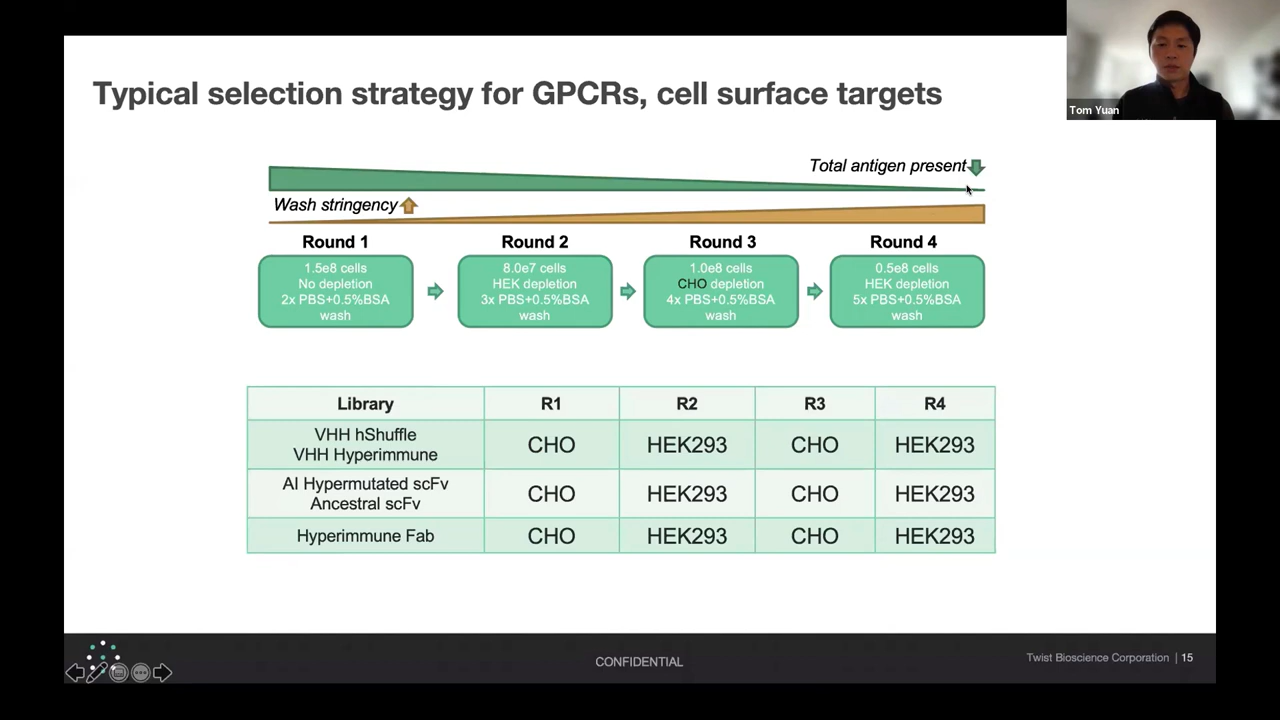 Tom Yuan
Typical selection strategy for GPCRs, cell surface targets
Total antigen present
Wash stringency
Round 1
1.5e8 cells
No depletion
2x PBS+0.5%BSA
wash
Round 2
8.0e7 cells
HEK depletion
3x PBS+0.5%BSA
wash
Round 3
1.0e8 cells
CHO depletion
4x PBS+0.5%BSA
wash
Round 4
0.5e8 cells
HEK depletion
5x PBS+0.5%BSA
wash
Library R1 R2 R3 R4
VHH hShuffle
VHH Hyperimmune
CHO HEK293 CHO HEK293
AI Hypermutated scFv
Ancestral scFv
CHO HEK293 CHO HEK293
Hyperimmune Fab CHO HEK293 CHO HEK293
CONFIDENTIAL
Twist Bioscience Corporation | 15